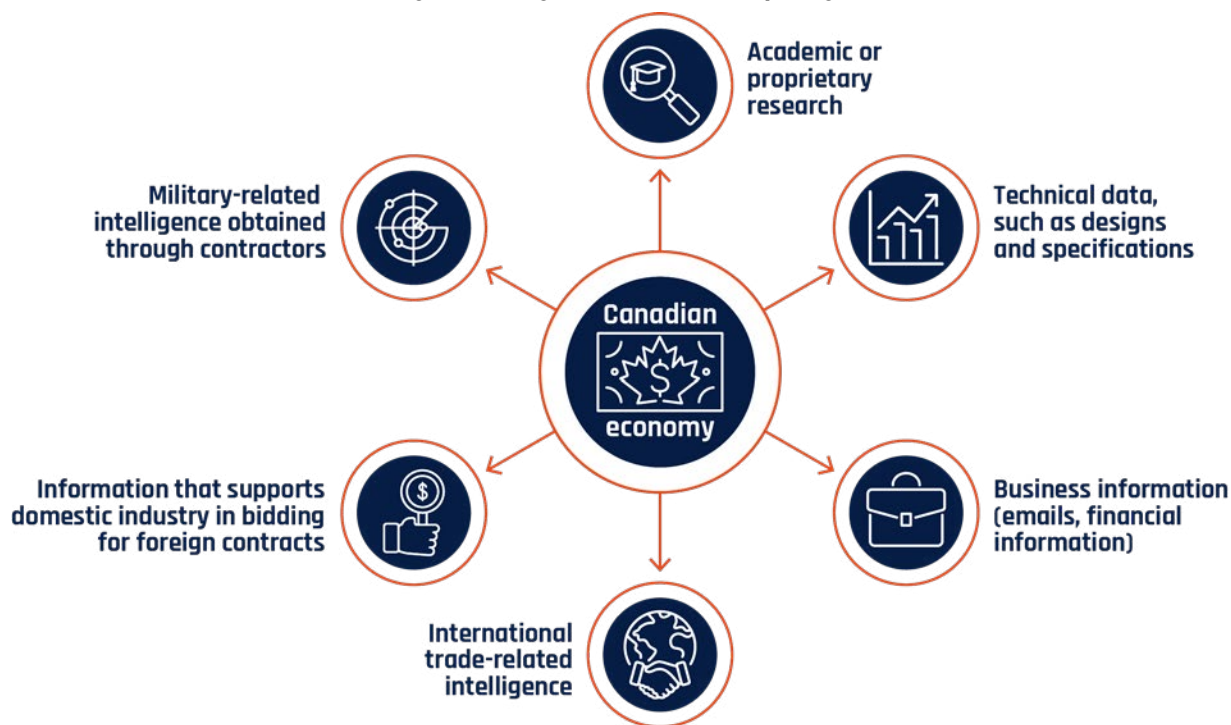 Academic or
proprietary
research
Military-related
intelligence obtained
through contractors
Technical data,
such as designs
and specifications
Canadian
$
economy
Information that supports
domestic industry in bidding
for foreign contracts
$
Business information
(emails, financial
information)
International
trade-related
intelligence